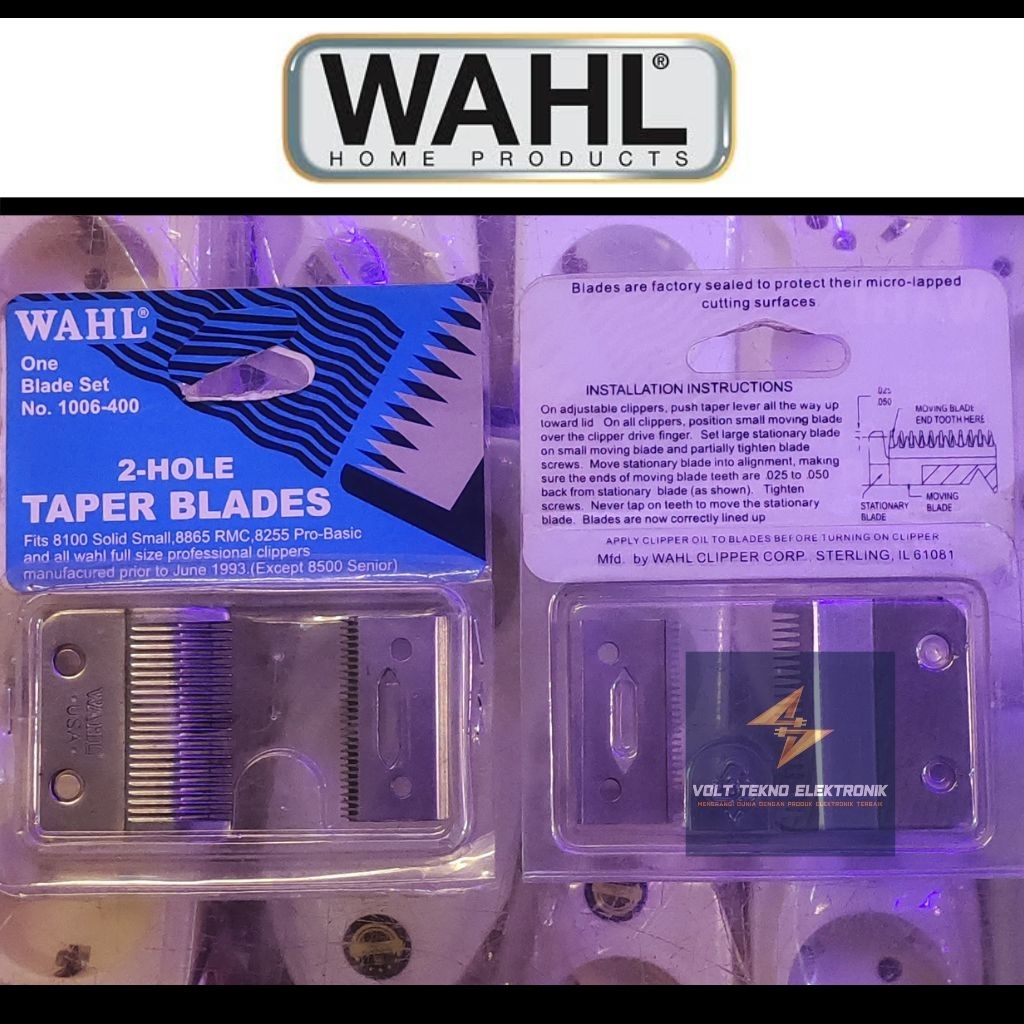 WAHL®
HOME PRODUCTS
WAHL®
One
Blade Set
No. 1006-400
2-HOLE
TAPER BLADES
Fits 8100 Solid Small,8865 RMC,8255 Pro-Basic
and all wahl full size professional clippers
manufacured prior to June 1993.(Except 8500 Senior)
WAHL
·USA·
Blades are factory sealed to protect their micro-lapped
cutting surfaces
INSTALLATION INSTRUCTIONS
On adjustable clippers, push taper lever all the way up
toward lid On all clippers, position small moving blade
over the clipper drive finger. Set large stationary blade
on small moving blade and partially tighten blade
screws. Move stationary blade into alignment, making
sure the ends of moving blade teeth are .025 to .050
back from stationary blade (as shown). Tighten
screws. Never tap on teeth to move the stationary
blade. Blades are now correctly lined up
.025
.050
MOVING BLADE
END TOOTH HERE
STATIONARY
BLADE
MOVING
BLADE
APPLY CLIPPER OIL TO BLADES BEFORE TURNING ON CLIPPER
Mfd. by WAHL CLIPPER CORP. STERLING, IL 61081
VOLT TEKNO ELEKTRONIK
MENERANGI DUNIA DENGAN PRODUK ELEKTRONIK TERBAIK